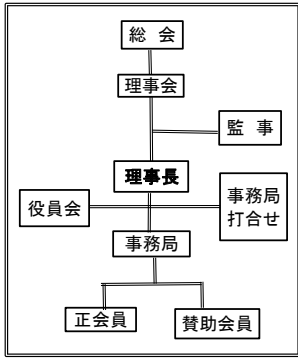 総 会
理事会
監 事
理事長
役員会
事務局
打合せ
事務局
正会員
賛助会員